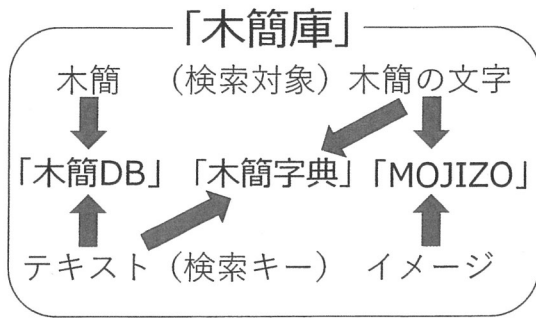 「木簡庫」
木簡 (検索対象) 木簡の文字
「木簡DB」「木簡字典」「MOJIZO」
テキスト (検索キー) イメージ